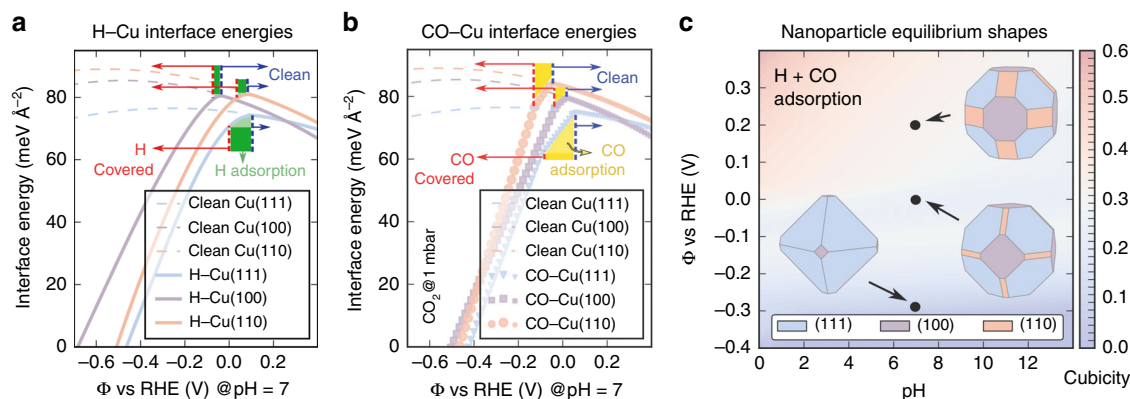 a
H–Cu interface energies
Interface energy (meV Å⁻²)
80
60
40
20
0
Clean
H
Covered
H adsorption
Clean Cu(111)
Clean Cu(100)
Clean Cu(110)
H–Cu(111)
H–Cu(100)
H–Cu(110)
−0.6 −0.4 −0.2 0.0 0.2
Φ vs RHE (V) @pH = 7
b
CO–Cu interface energies
Interface energy (meV Å⁻²)
80
60
40
20
0
Clean
CO
Covered
CO
adsorption
CO₂ @ 1 mbar
Clean Cu(111)
Clean Cu(100)
Clean Cu(110)
CO–Cu(111)
CO–Cu(100)
CO–Cu(110)
−0.6 −0.4 −0.2 0.0 0.2
Φ vs RHE (V) @pH = 7
c
Nanoparticle equilibrium shapes
Φ vs RHE (V)
0.4
0.3
0.2
0.1
0.0
−0.1
−0.2
−0.3
−0.4
H + CO
adsorption
(111) (100) (110)
0 2 4 6 8 10 12
pH
0.6
0.5
0.4
0.3
0.2
0.1
0.0
Cubicity